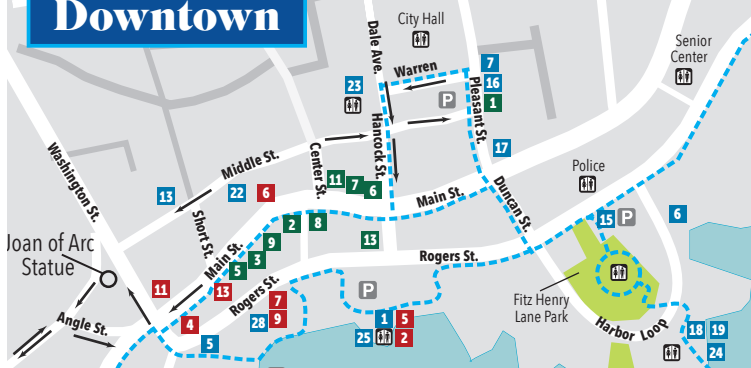 Downtown
City Hall
Dale Ave.
Senior
Center
Warren
7
23
16
P
1
Pleasant St.
Hancock St.
17
Washington St.
Center St.
Middle St.
Police
11
7
6
13
22
6
Main St.
Duncan St.
Short St.
15
P
6
2
8
Joan of Arc
Statue
9
13
Main St.
Rogers St.
3
5
11
13
Rogers St.
P
7
Fitz Henry
Lane Park
Angle St.
4
28
9
1
5
Harbor Loop
18
19
5
25
2
24